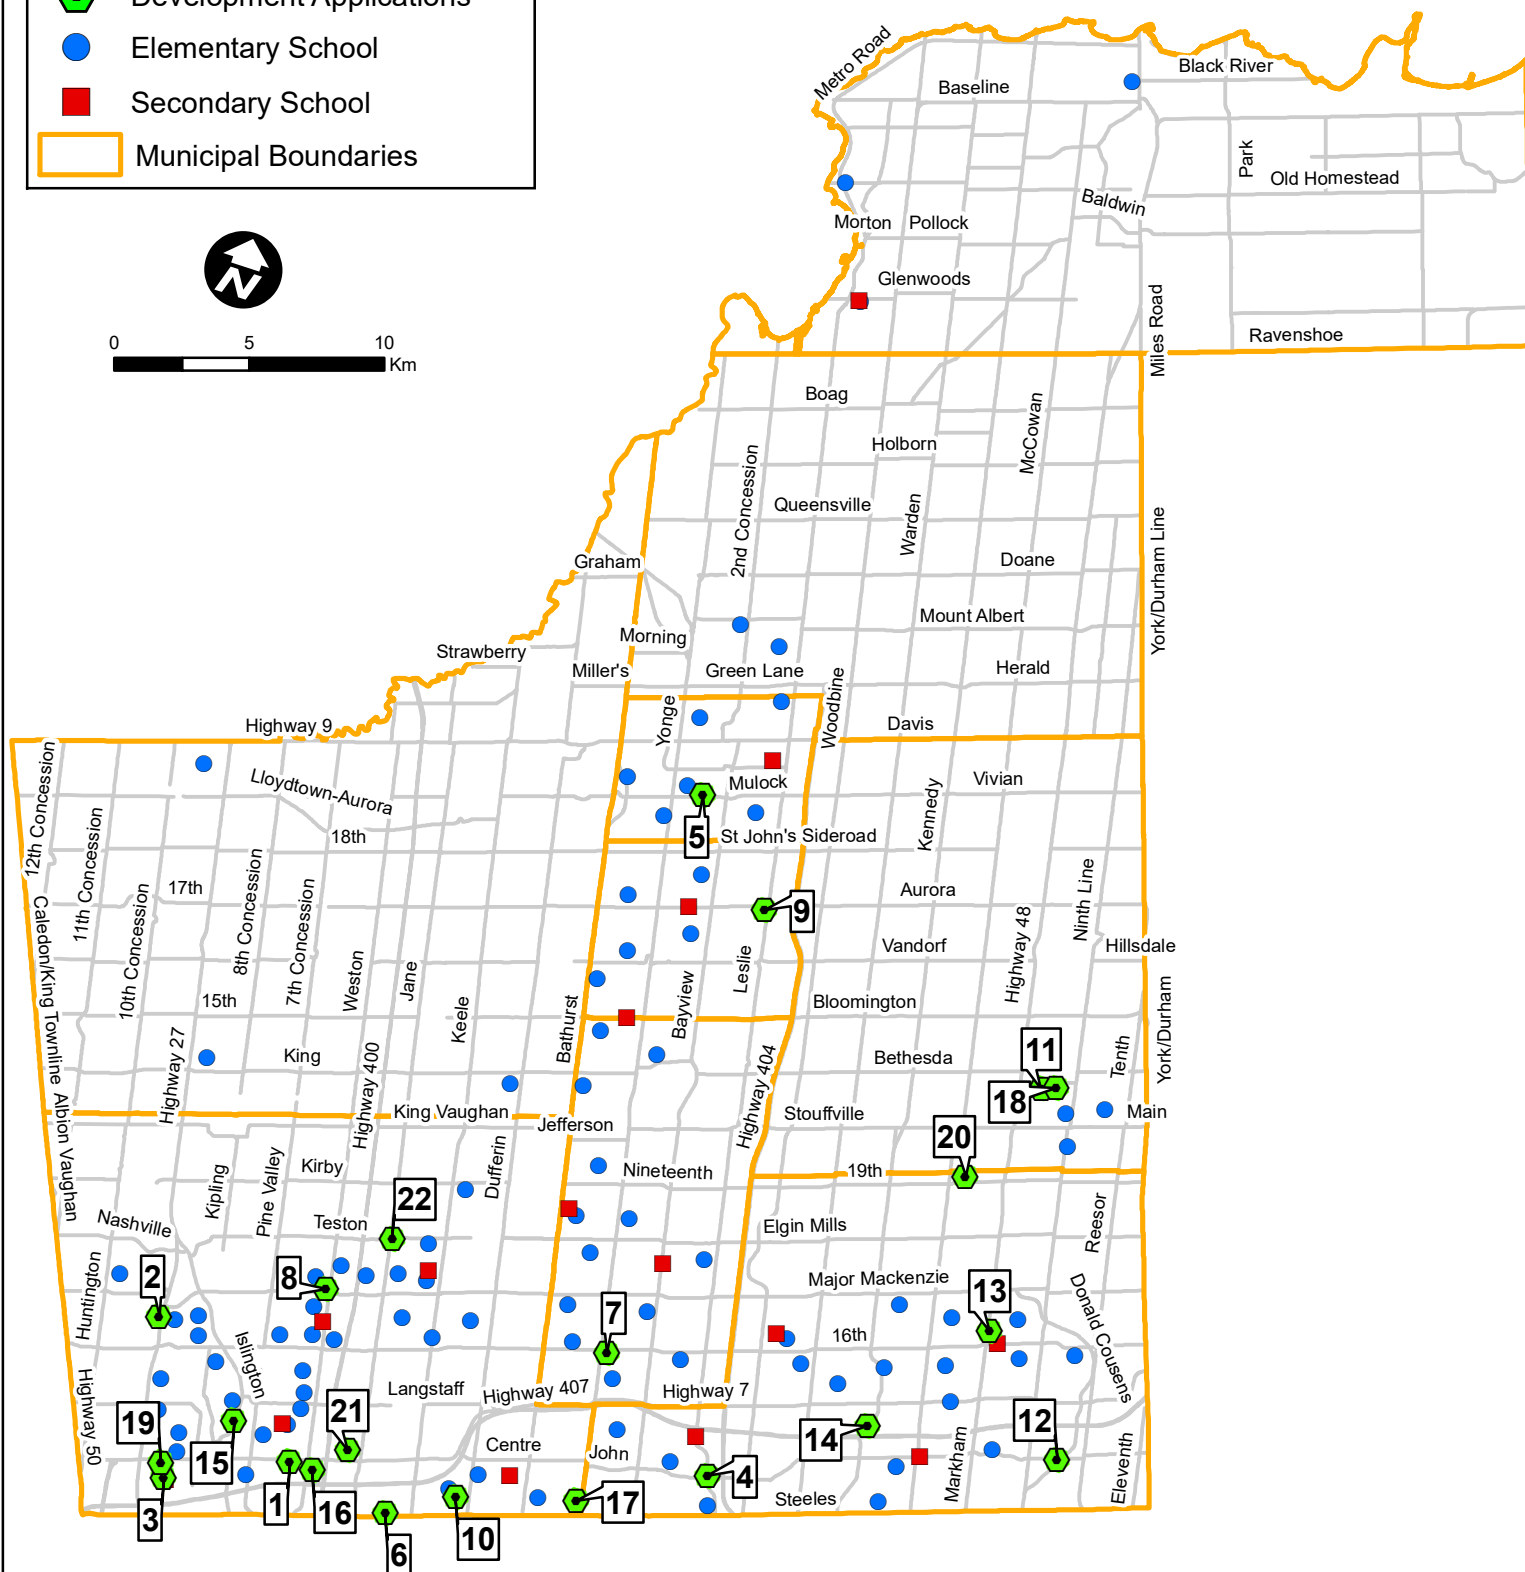 Development Applications
Elementary School
Secondary School
Municipal Boundaries
N
0 5 10
Km
Metro Road
Black River
Baseline
Park
Old Homestead
Baldwin
Morton
Pollock
Glenwoods
Miles Road
Ravenshoe
Boag
McCowan
Holborn
2nd Concession
Queensville
Warden
York/Durham Line
Graham
Doane
Mount Albert
Morning
Strawberry
Miller's
Green Lane
Herald
Woodbine
Yonge
Highway 9
Davis
12th Concession
Lloydtown-Aurora
Mulock
Vivian
Kennedy
18th
5
St John's Sideroad
11th Concession
17th
8th Concession
7th Concession
10th Concession
Aurora
Ninth Line
9
Highway 48
Caledon/King Townline
Vandorf
Hillsdale
Weston
Jane
Leslie
Bayview
15th
Keele
Bathurst
Bloomington
York/Durham
Highway 27
King
Highway 400
Highway 404
Bethesda
11
Tenth
18
Albion Vaughan
King Vaughan
Jefferson
Stouffville
Main
20
Kipling
Pine Valley
Kirby
Dufferin
Nineteenth
19th
22
Nashville
Teston
Elgin Mills
Reesor
Huntington
2
8
Major Mackenzie
13
Donald Cousens
7
16th
Islington
Highway 50
Langstaff
Highway 407
Highway 7
19
21
15
Centre
John
14
12
Markham
Eleventh
4
3
1
16
17
Steeles
6
10